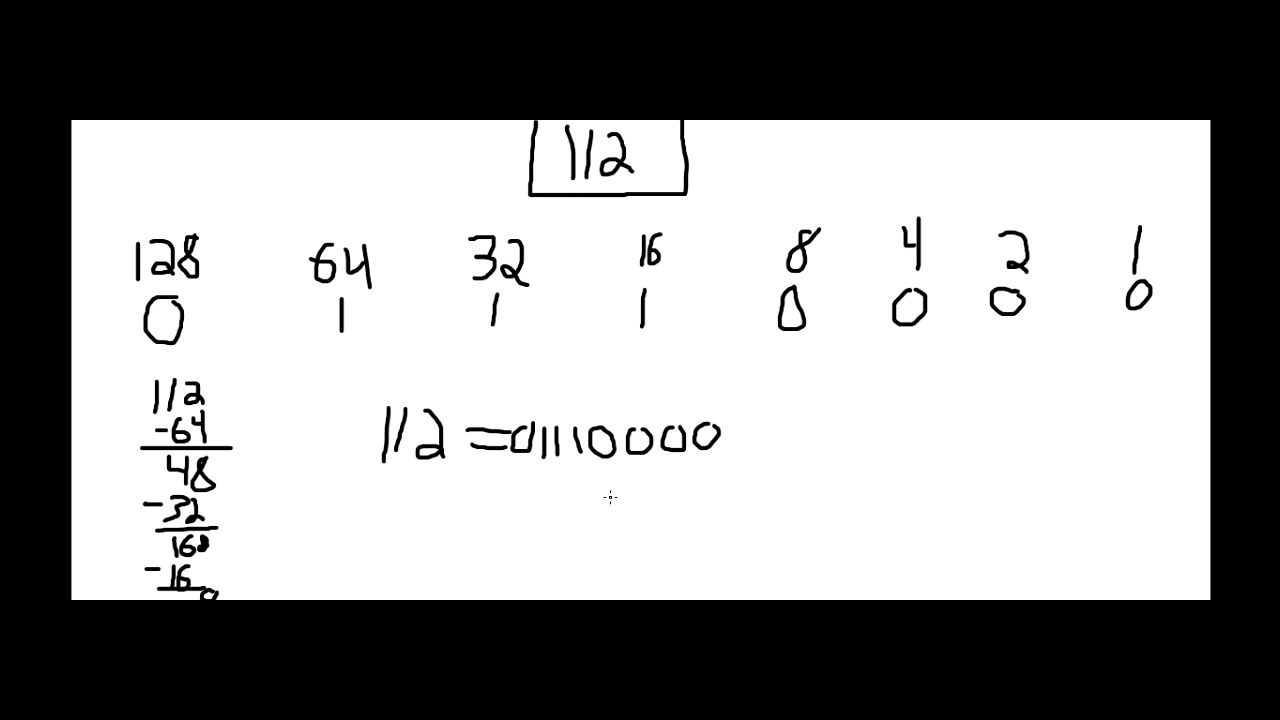 112
128 64 32 16 8 4 2 1
0 1 1 1 0 0 0 0
112
-64
48
-32
16
-16
0
112 = 01110000